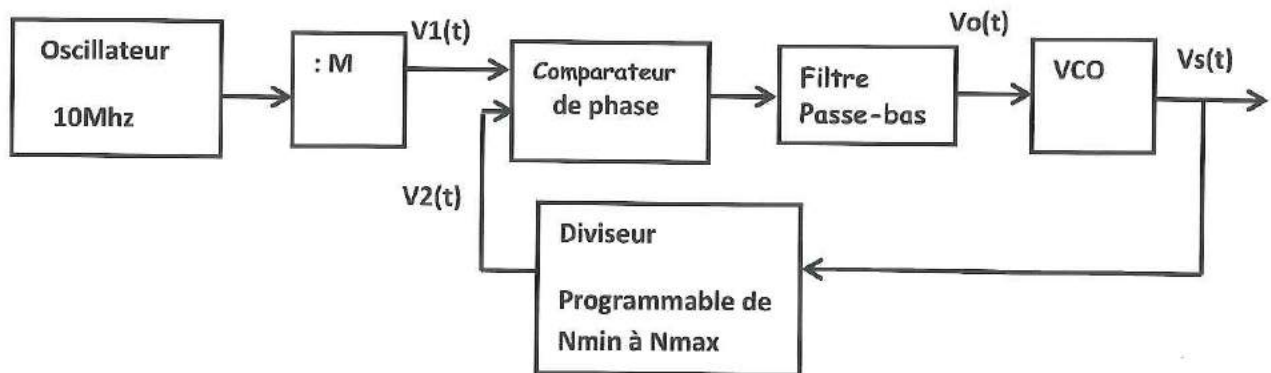 Oscillateur
10Mhz
: M
V1(t)
Comparateur
de phase
Filtre
Passe-bas
Vo(t)
VCO
Vs(t)
V2(t)
Diviseur
Programmable de
Nmin à Nmax